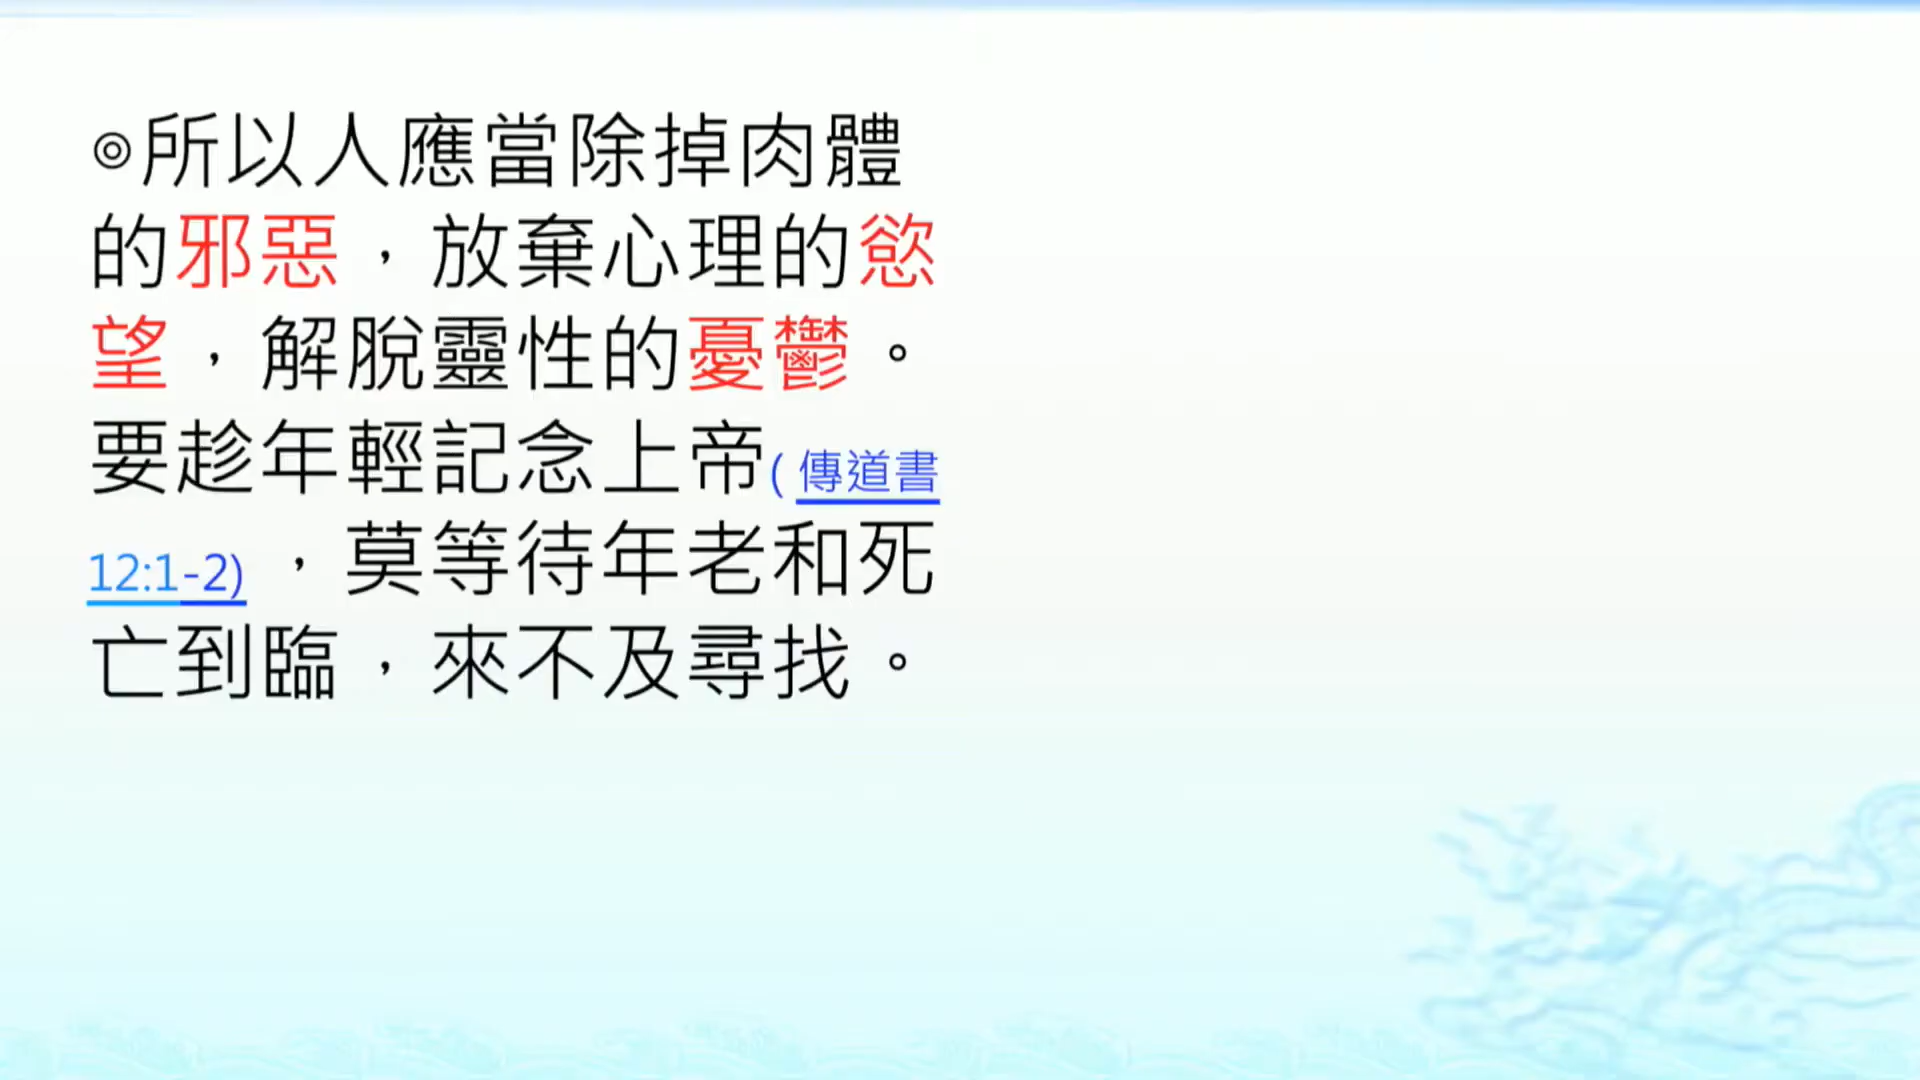 ◎所以人應當除掉肉體
的邪惡，放棄心理的慾
望，解脫靈性的憂鬱。
要趁年輕記念上帝( 傳道書
12:1-2) ，莫等待年老和死
亡到臨，來不及尋找。